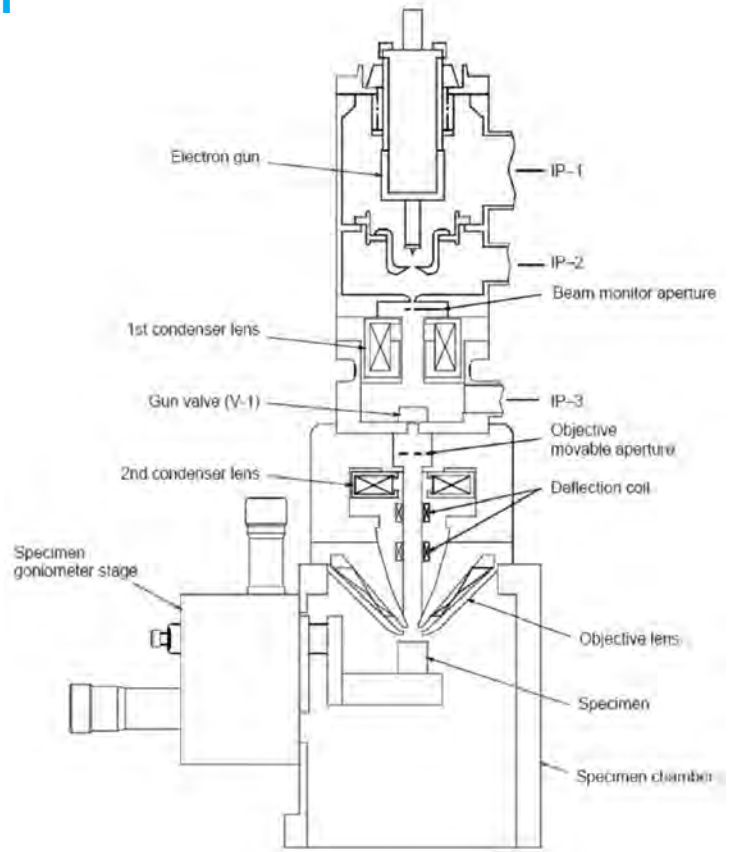 Electron gun
IP-1
IP-2
Beam monitor aperture
1st condenser lens
Gun valve (V-1)
IP-3
Objective
movable aperture
2nd condenser lens
Deflection coil
Specimen
goniometer stage
Objective lens
Specimen
Specimen chamber